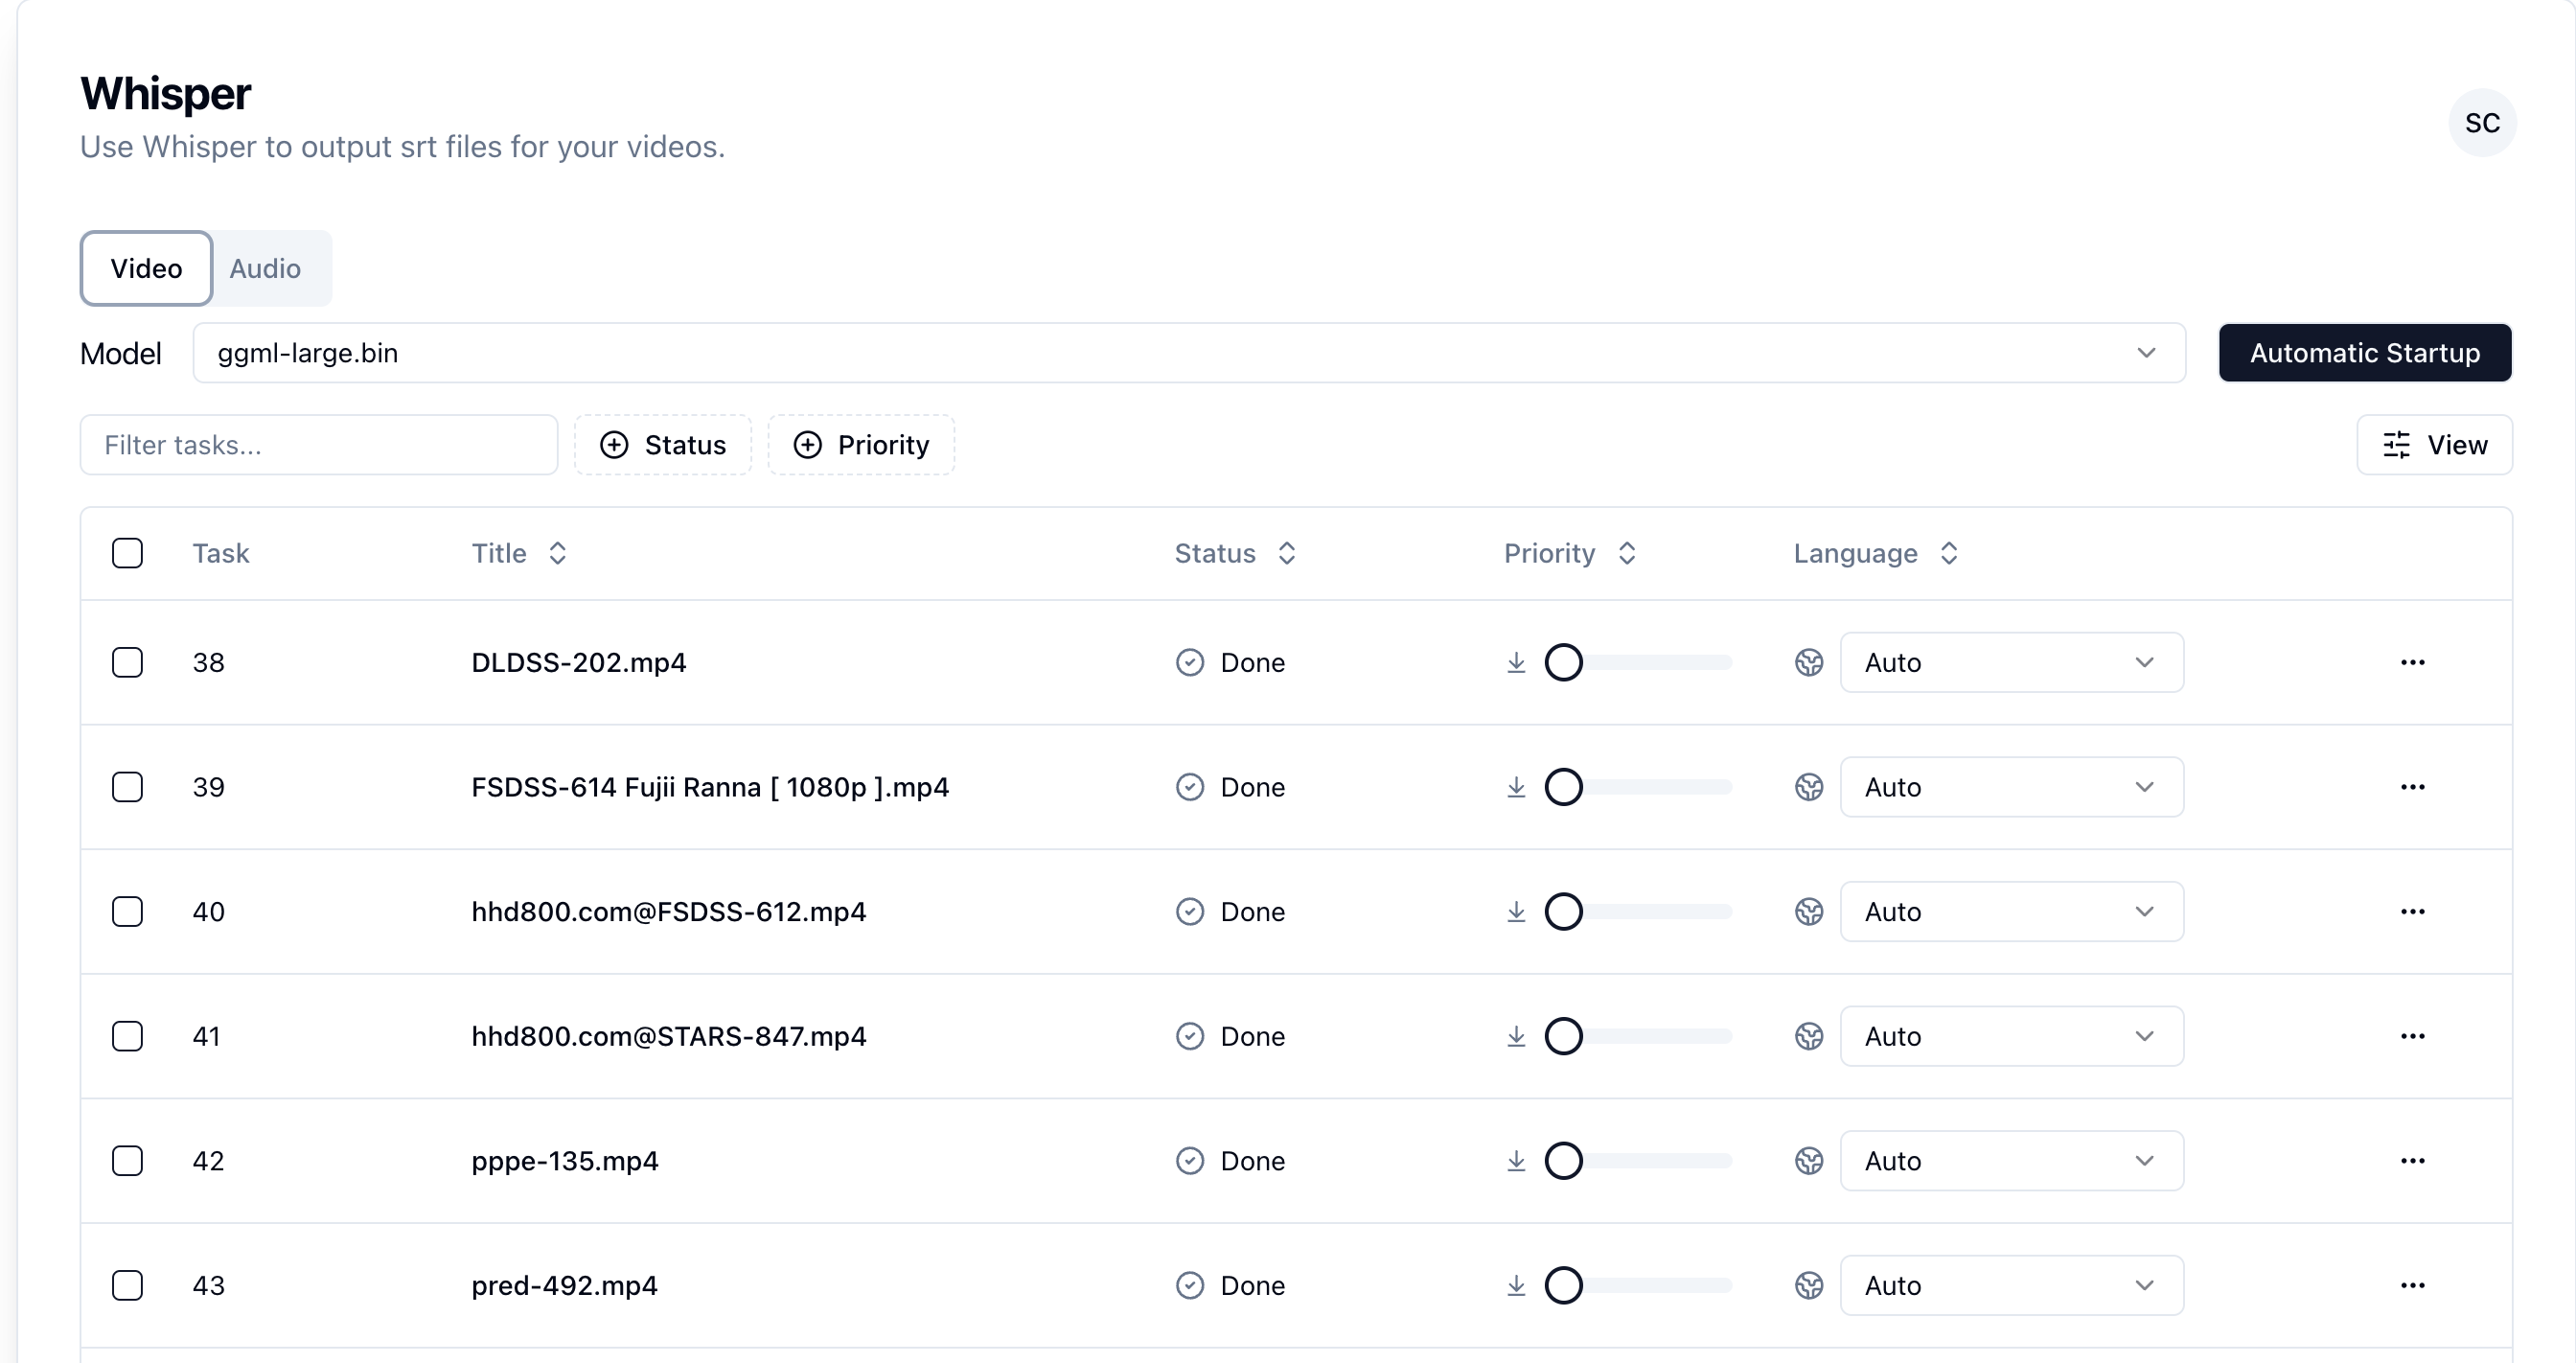 Whisper
Use Whisper to output srt files for your videos.
SC
Video Audio
Model ggml-large.bin Automatic Startup
Filter tasks... Status Priority View
Task Title Status Priority Language
38 DLDSS-202.mp4 Done Auto
39 FSDSS-614 Fujii Ranna [ 1080p ].mp4 Done Auto
40 hhd800.com@FSDSS-612.mp4 Done Auto
41 hhd800.com@STARS-847.mp4 Done Auto
42 pppe-135.mp4 Done Auto
43 pred-492.mp4 Done Auto